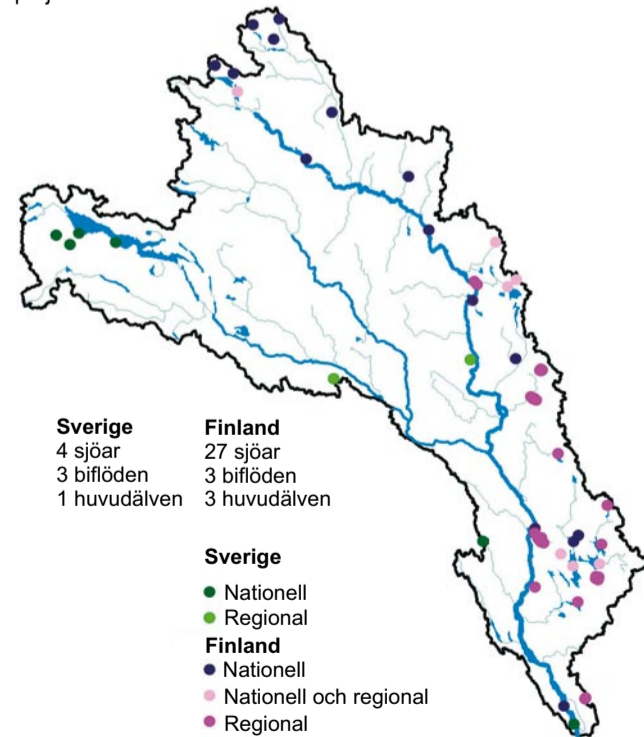 Sverige
4 sjöar
3 biflöden
1 huvudälven
Finland
27 sjöar
3 biflöden
3 huvudälven
Sverige
Nationell
Regional
Finland
Nationell
Nationell och regional
Regional